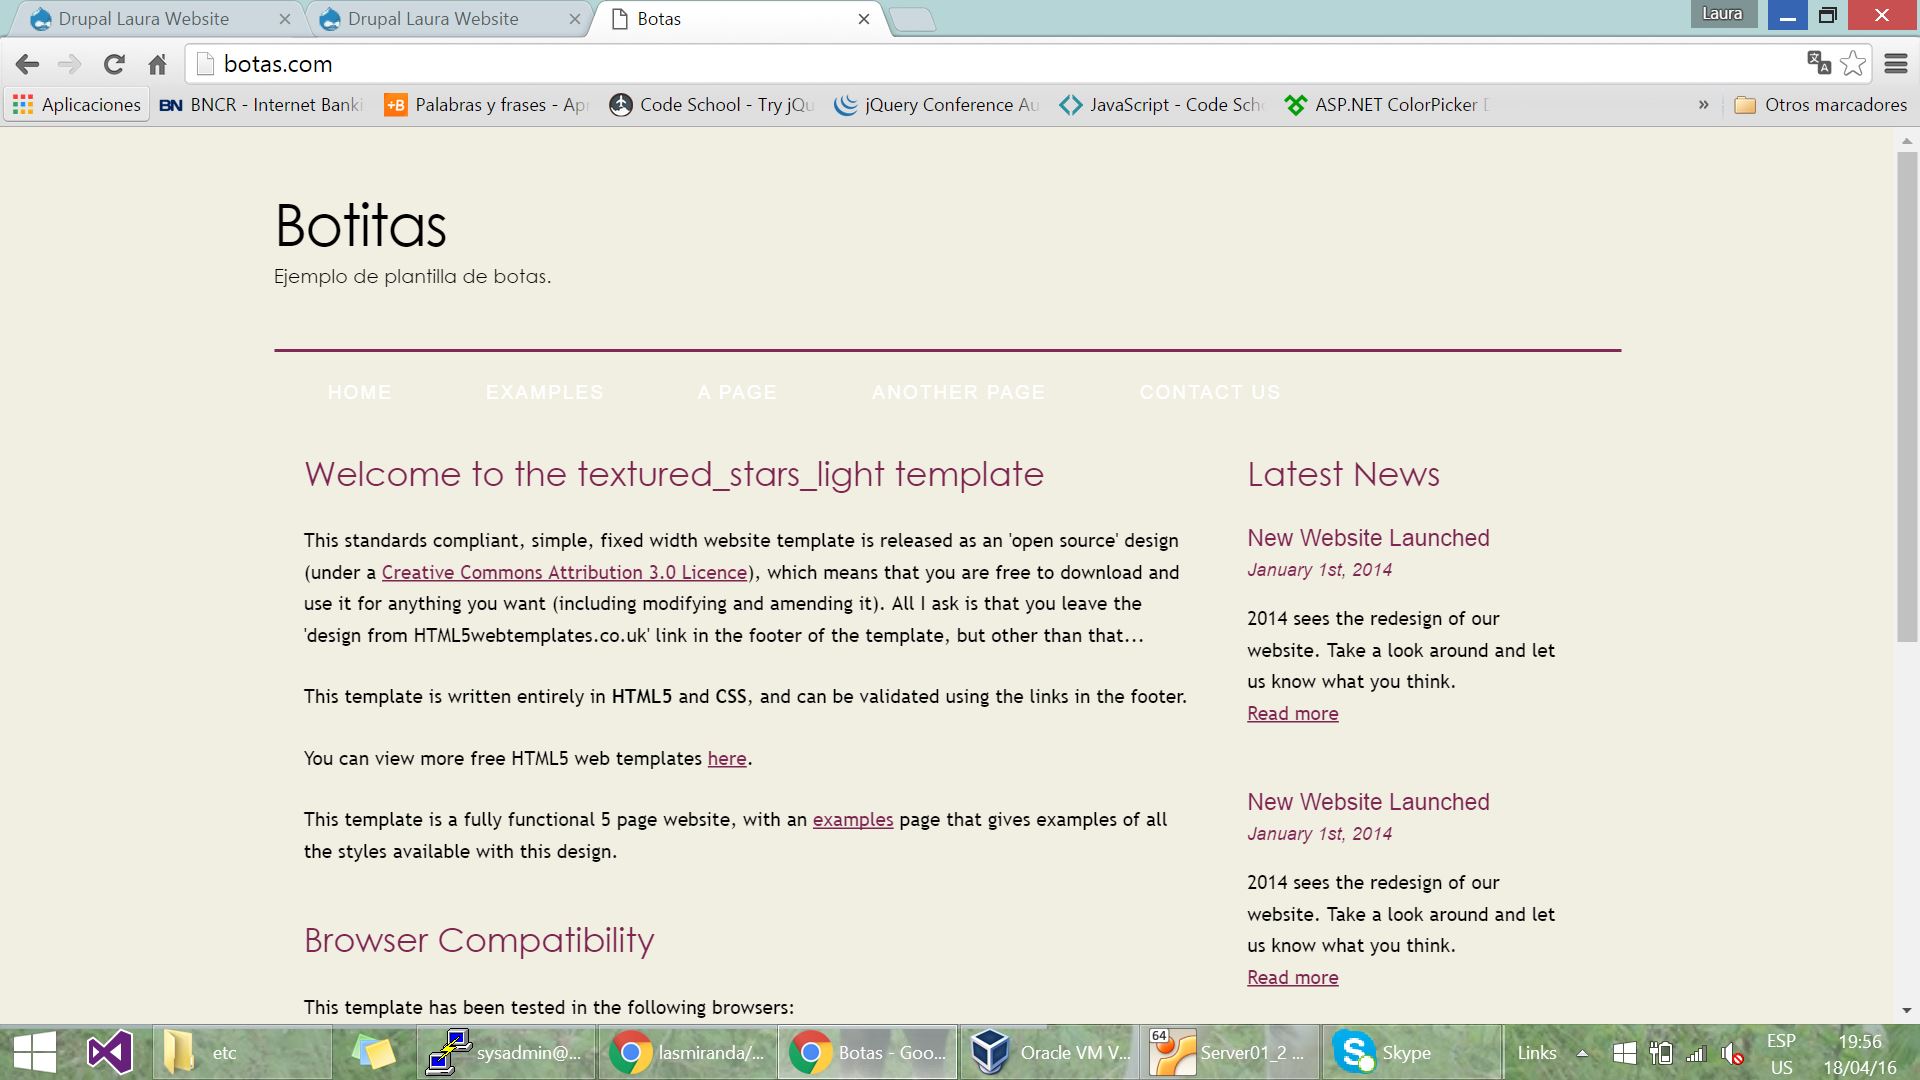 Drupal Laura Website
Drupal Laura Website
Botas
Laura
botas.com
Aplicaciones
BNCR - Internet Banki
Palabras y frases - Apr
Code School - Try jQu
jQuery Conference Au
JavaScript - Code Scho
ASP.NET ColorPicker D
»
Otros marcadores
Botitas
Ejemplo de plantilla de botas.
HOME EXAMPLES A PAGE ANOTHER PAGE CONTACT US
Welcome to the textured_stars_light template
This standards compliant, simple, fixed width website template is released as an 'open source' design
(under a Creative Commons Attribution 3.0 Licence), which means that you are free to download and
use it for anything you want (including modifying and amending it). All I ask is that you leave the
'design from HTML5webtemplates.co.uk' link in the footer of the template, but other than that...
This template is written entirely in HTML5 and CSS, and can be validated using the links in the footer.
You can view more free HTML5 web templates here.
This template is a fully functional 5 page website, with an examples page that gives examples of all
the styles available with this design.
Browser Compatibility
This template has been tested in the following browsers:
Latest News
New Website Launched
January 1st, 2014
2014 sees the redesign of our
website. Take a look around and let
us know what you think.
Read more
New Website Launched
January 1st, 2014
2014 sees the redesign of our
website. Take a look around and let
us know what you think.
Read more
etc
sysadmin@...
lasmiranda/...
Botas - Goo...
Oracle VM V...
64
Server01_2 ...
Skype
Links
ESP
US
19:56
18/04/16